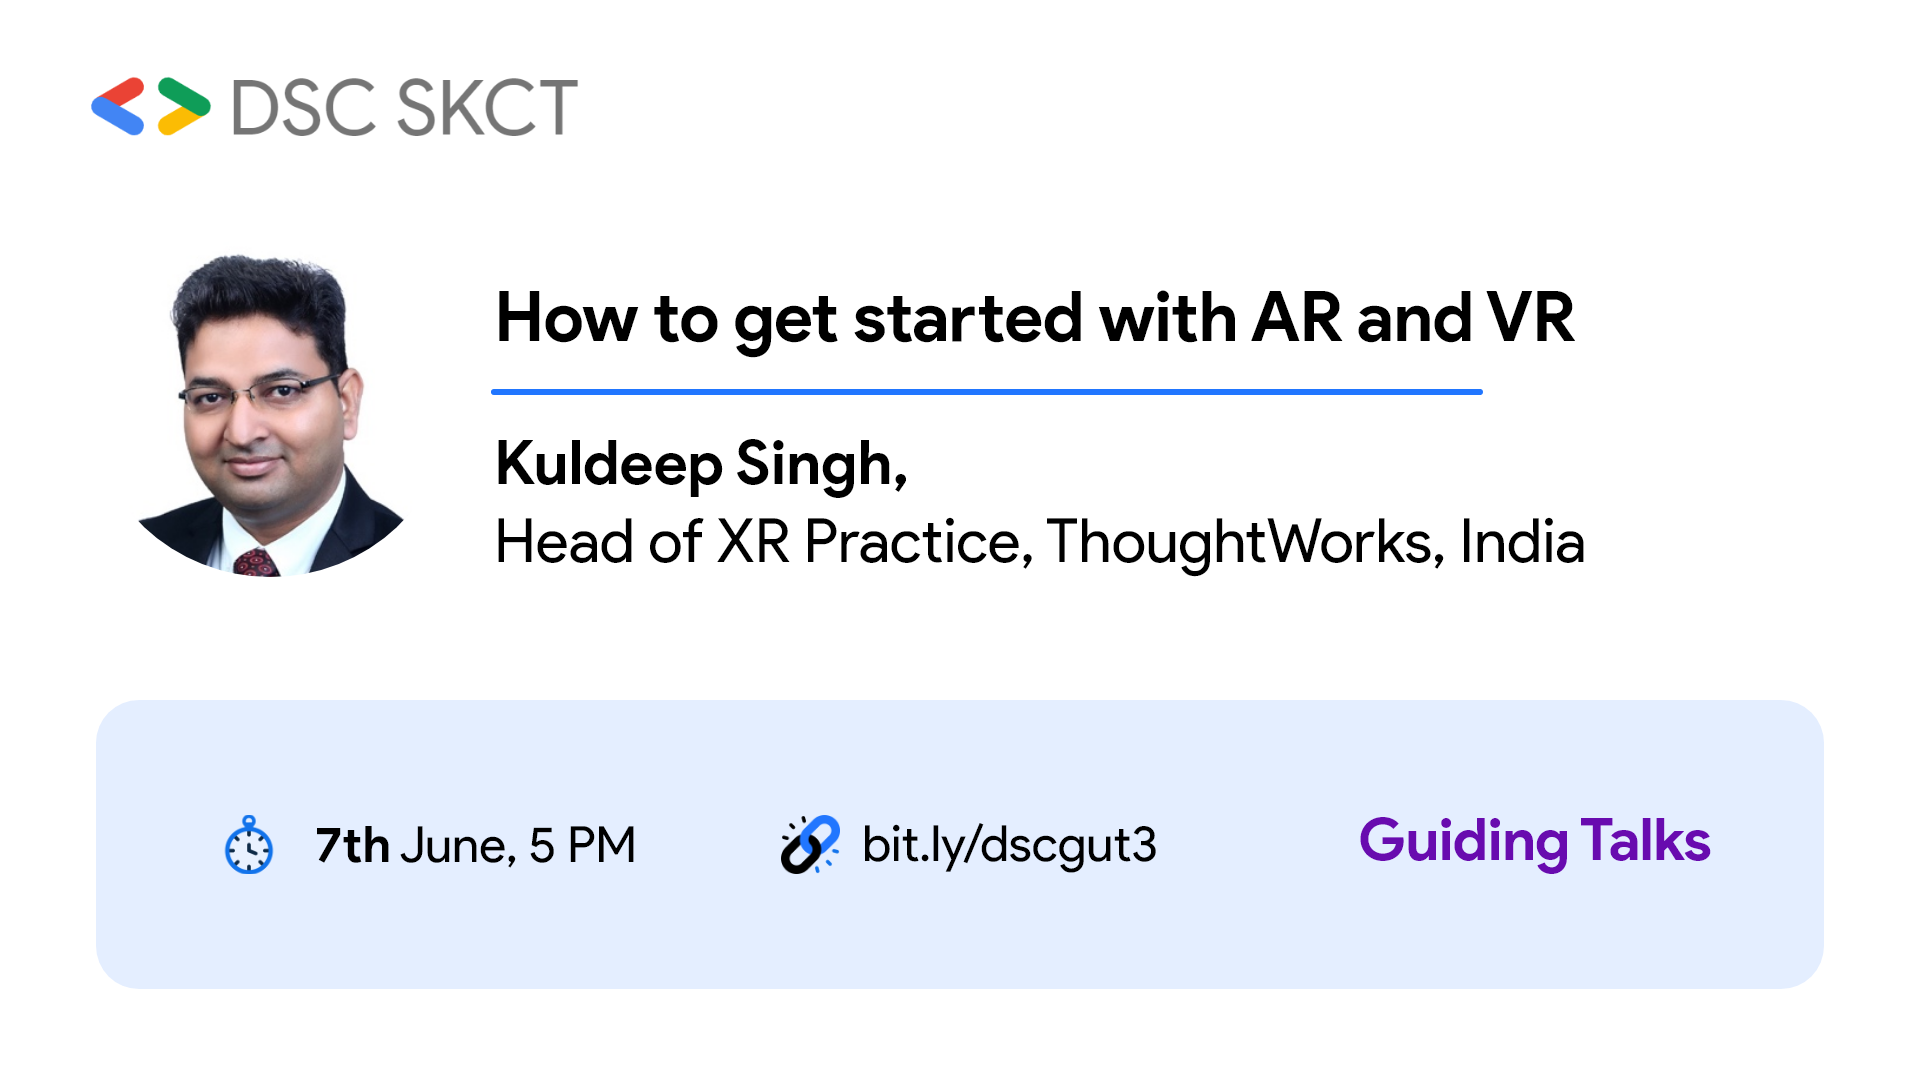 DSC SKCT
How to get started with AR and VR
Kuldeep Singh,
Head of XR Practice, ThoughtWorks, India
7th June, 5 PM
bit.ly/dscgut3
Guiding Talks